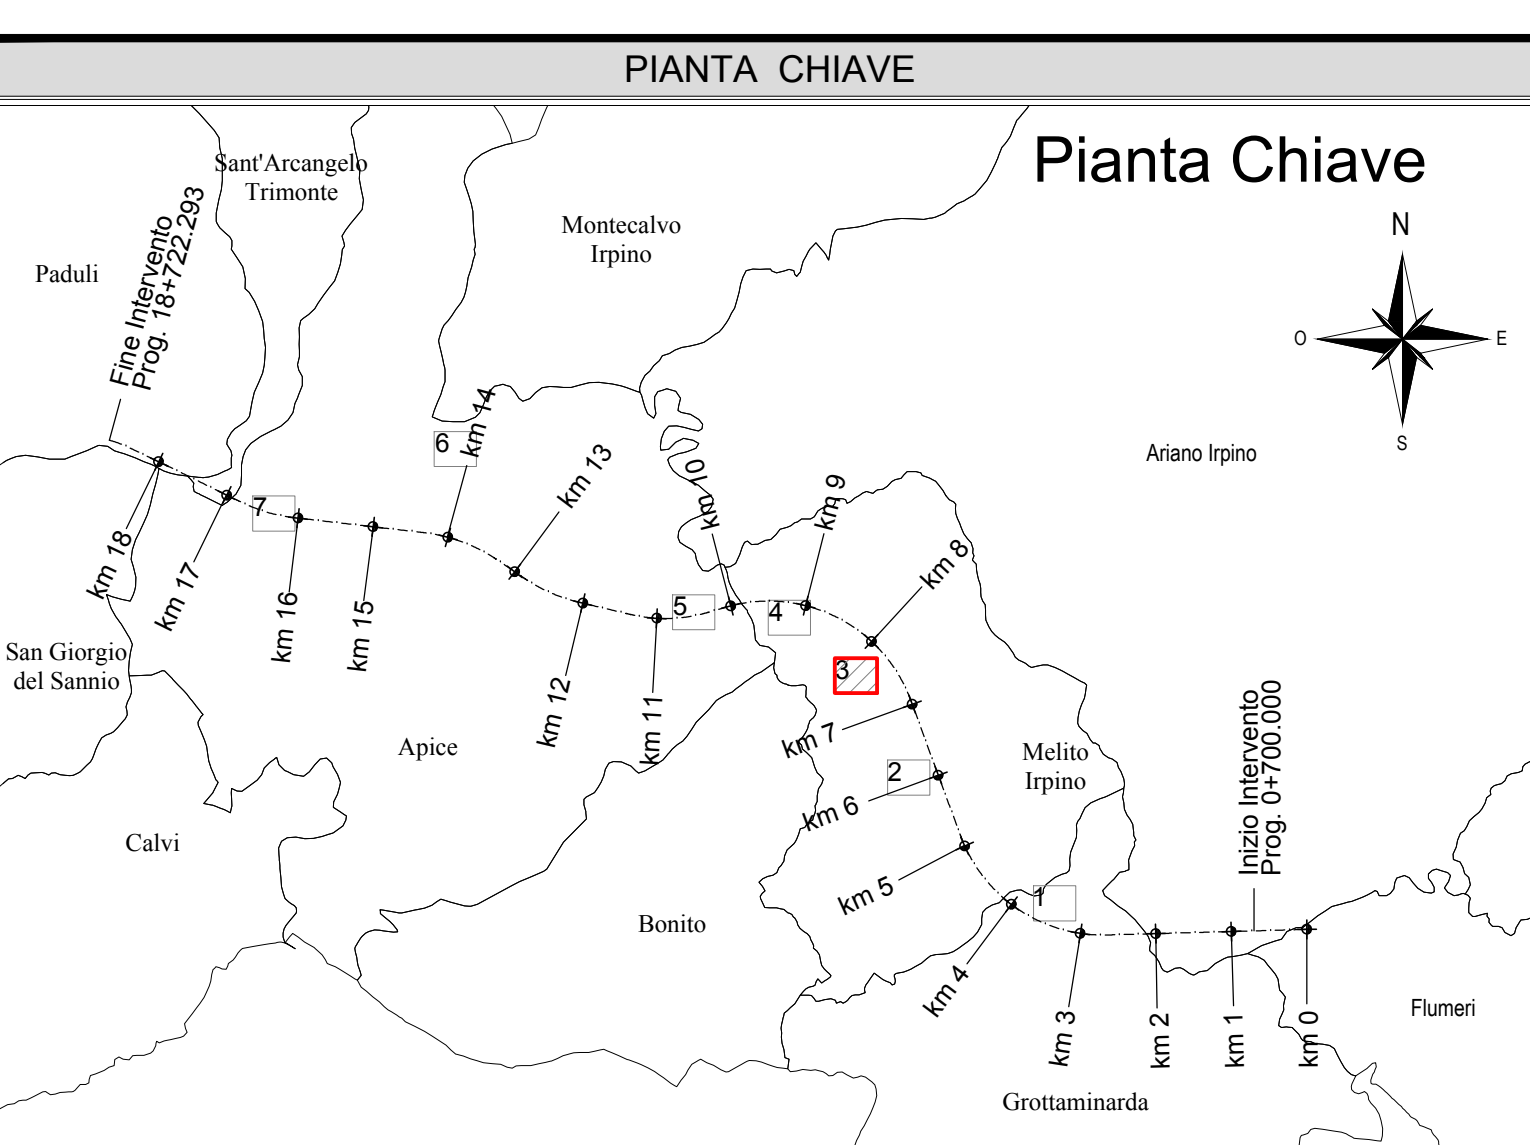 PIANTA CHIAVE
Pianta Chiave
Sant'Arcangelo
Trimonte
Montecalvo
Irpino
Paduli
Fine Intervento
Prog. 18+722.293
N
O
E
S
Ariano Irpino
km 14
6
km 13
km 10
km 9
7
km 8
km 18
km 17
km 16
km 15
5
4
San Giorgio
del Sannio
3
km 12
km 11
km 7
Apice
Melito
Irpino
2
km 6
Inizio Intervento
Prog. 0+700.000
Calvi
km 5
1
Bonito
km 4
km 3
km 2
km 1
km 0
Flumeri
Grottaminarda